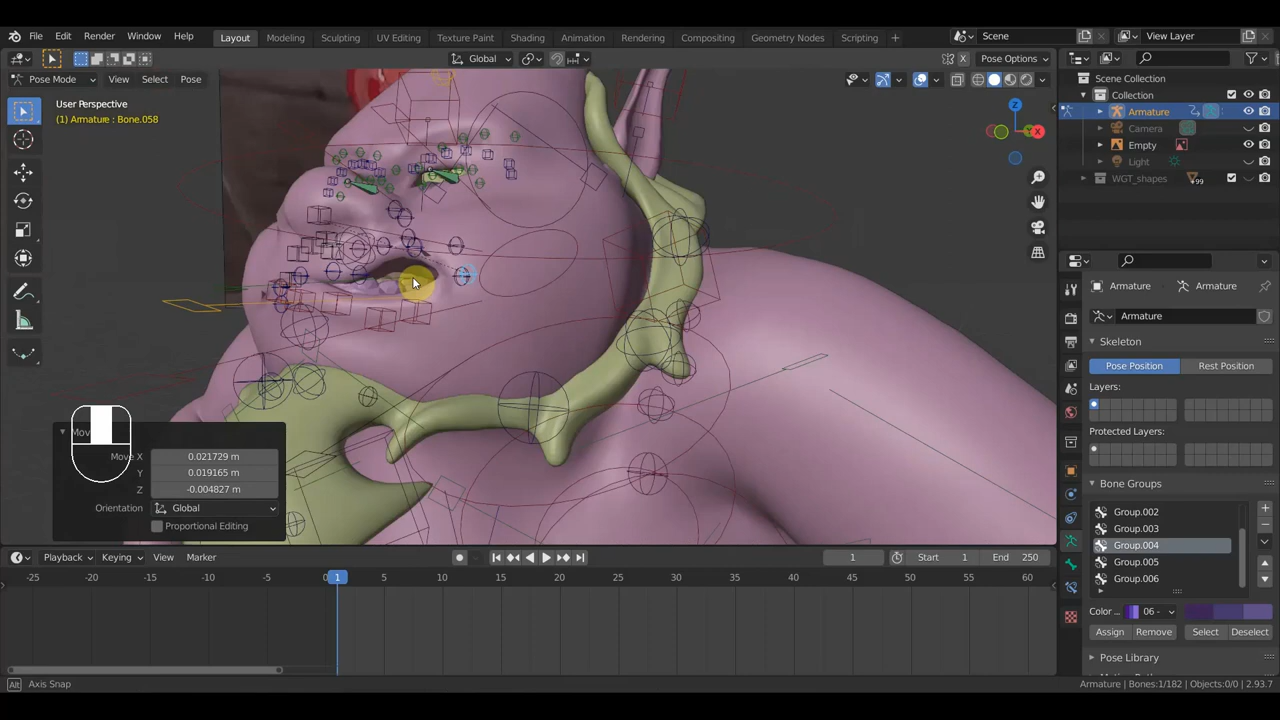 File Edit Render Window Help
Layout Modeling Sculpting UV Editing Texture Paint Shading Animation Rendering Compositing Geometry Nodes Scripting +
Scene View Layer
Global Pose Options
Pose Mode View Select Pose
User Perspective
(1) Armature : Bone.058
Z
X
Scene Collection
Collection
Armature
Camera
Empty
Light
WGT_shapes 99
Armature Armature
Armature
Skeleton
Pose Position Rest Position
Layers:
Protected Layers:
Bone Groups
Group.002
Group.003
Group.004
Group.005
Group.006
Color ... 06 -
Assign Remove Select Deselect
Pose Library
Mov
Move X 0.021729 m
Y 0.019165 m
Z -0.004827 m
Orientation Global
Proportional Editing
Playback Keying View Marker 1 Start 1 End 250
-25 -20 -15 -10 -5 0 1 5 10 15 20 25 30 35 40 45 50 55 60
Alt Axis Snap Armature | Bones:1/182 | Objects:0/0 | 2.93.7